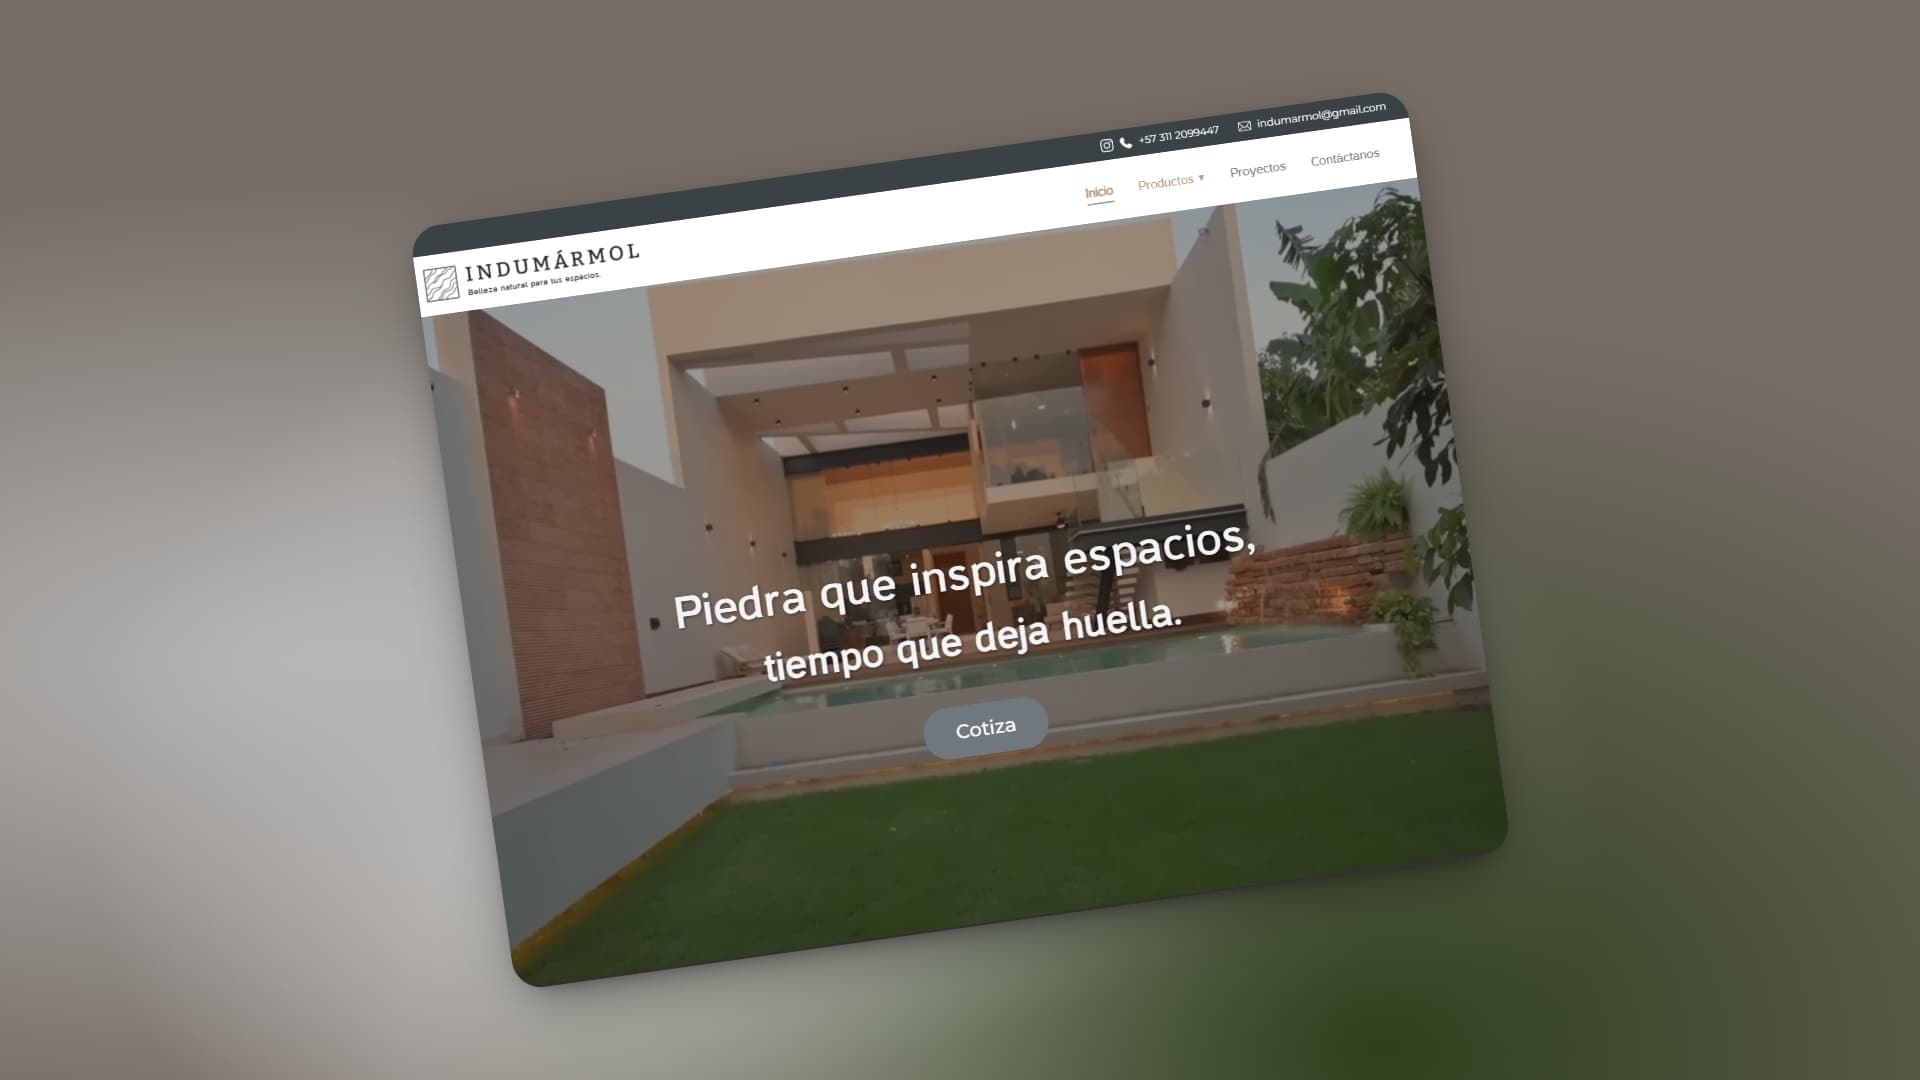 +57 311 2099447 indumarmol@gmail.com
INDUMÁRMOL
Belleza natural para tus espacios.
Inicio Productos ▾ Proyectos Contáctanos
Piedra que inspira espacios,
tiempo que deja huella.
Cotiza